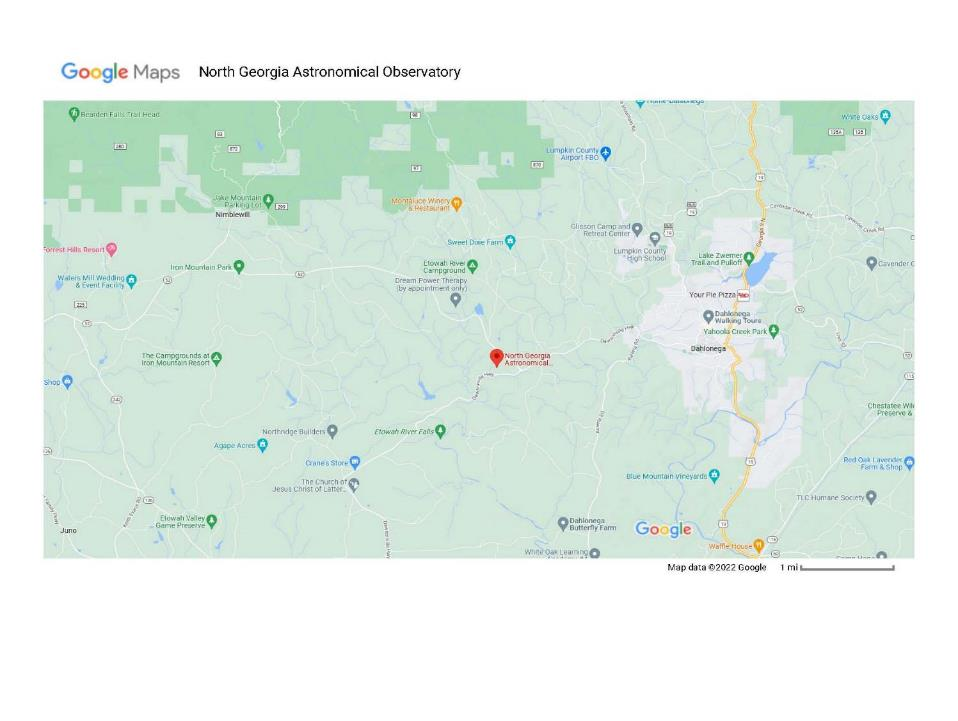 Google Maps North Georgia Astronomical Observatory
Bearden Falls Trail Head
White Oaks
Lumpkin County
Airport FBO
Jake Mountain
Parking Lot
Nimblewill
Montaluce Winery
& Restaurant
Glisson Camp and
Retreat Center
Forrest Hills Resort
Sweet Dixie Farm
Lumpkin County
High School
Lake Zwerner
Trail and Pulloff
Cavender Creek Rd
Cavender C
Iron Mountain Park
Etowah River
Campground
Waters Mill Wedding
& Event Facility
Dream Power Therapy
(by appointment only)
Your Pie Pizza
Dahlonega
Walking Tours
Yahoola Creek Park
Dahlonega
The Campgrounds at
Iron Mountain Resort
North Georgia
Astronomical...
Shop
Chestatee Wil
Preserve &
Northridge Builders
Etowah River Falls
Agape Acres
Crane's Store
Blue Mountain Vineyards
Red Oak Lavender
Farm & Shop
The Church of
Jesus Christ of Latter...
TLC Humane Society
Etowah Valley
Game Preserve
Juno
Dahlonega
Butterfly Farm
Google
White Oak Learning
Waffle House
Map data ©2022 Google 1 mi